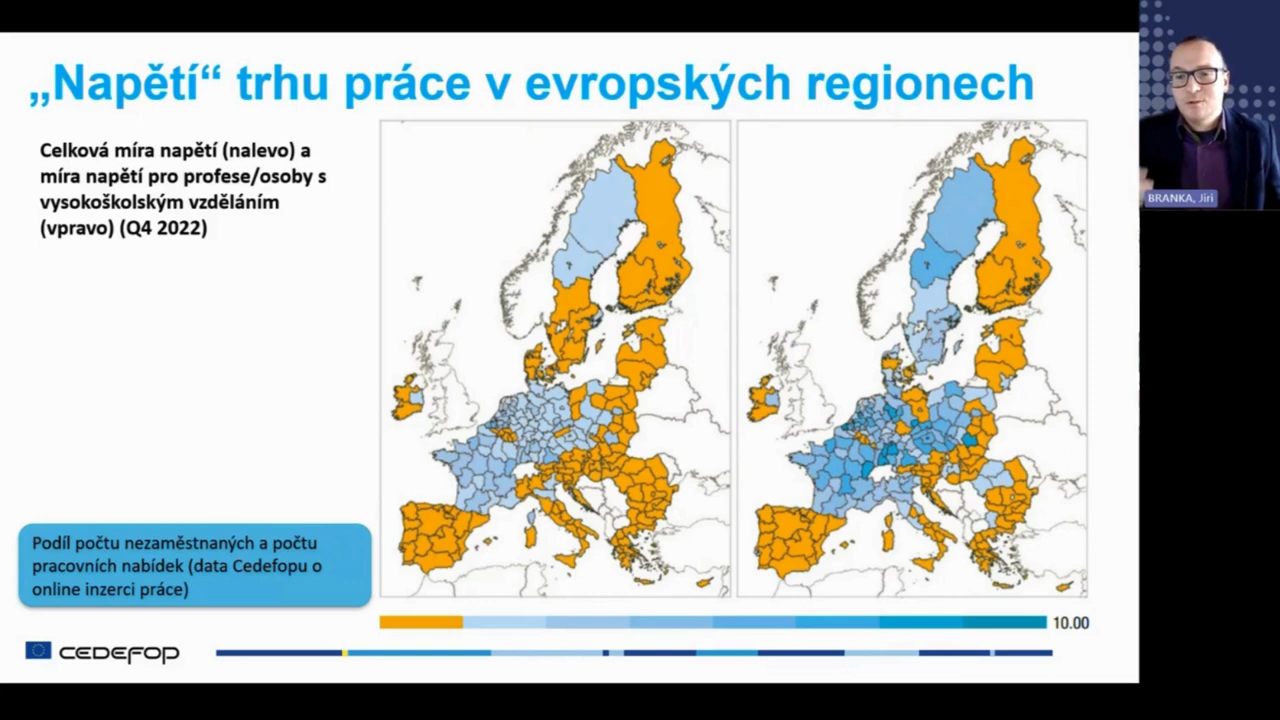 „Napětí“ trhu práce v evropských regionech
Celková míra napětí (nalevo) a
míra napětí pro profese/osoby s
vysokoškolským vzděláním
(vpravo) (Q4 2022)
BRANKA, Jiri
Podíl počtu nezaměstnaných a počtu
pracovních nabídek (data Cedefopu o
online inzerci práce)
10.00
CEDEFOP